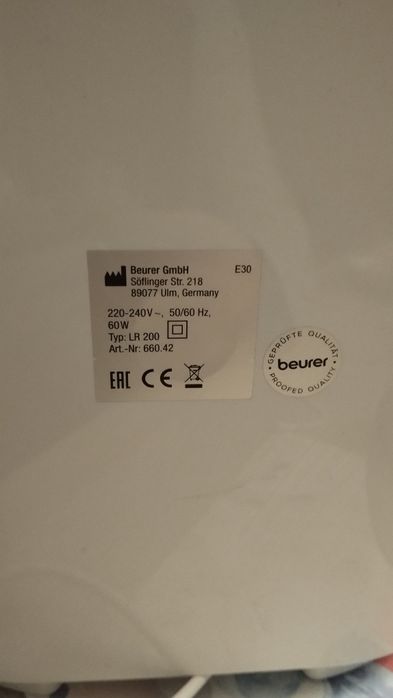 Beurer GmbH E30
Söflinger Str. 218
89077 Ulm, Germany
220-240V ~, 50/60 Hz,
60W
Typ: LR 200
Art.-Nr: 660.42
EAC CE
GEPRÜFTE QUALITÄT
beurer
PROOFED QUALITY